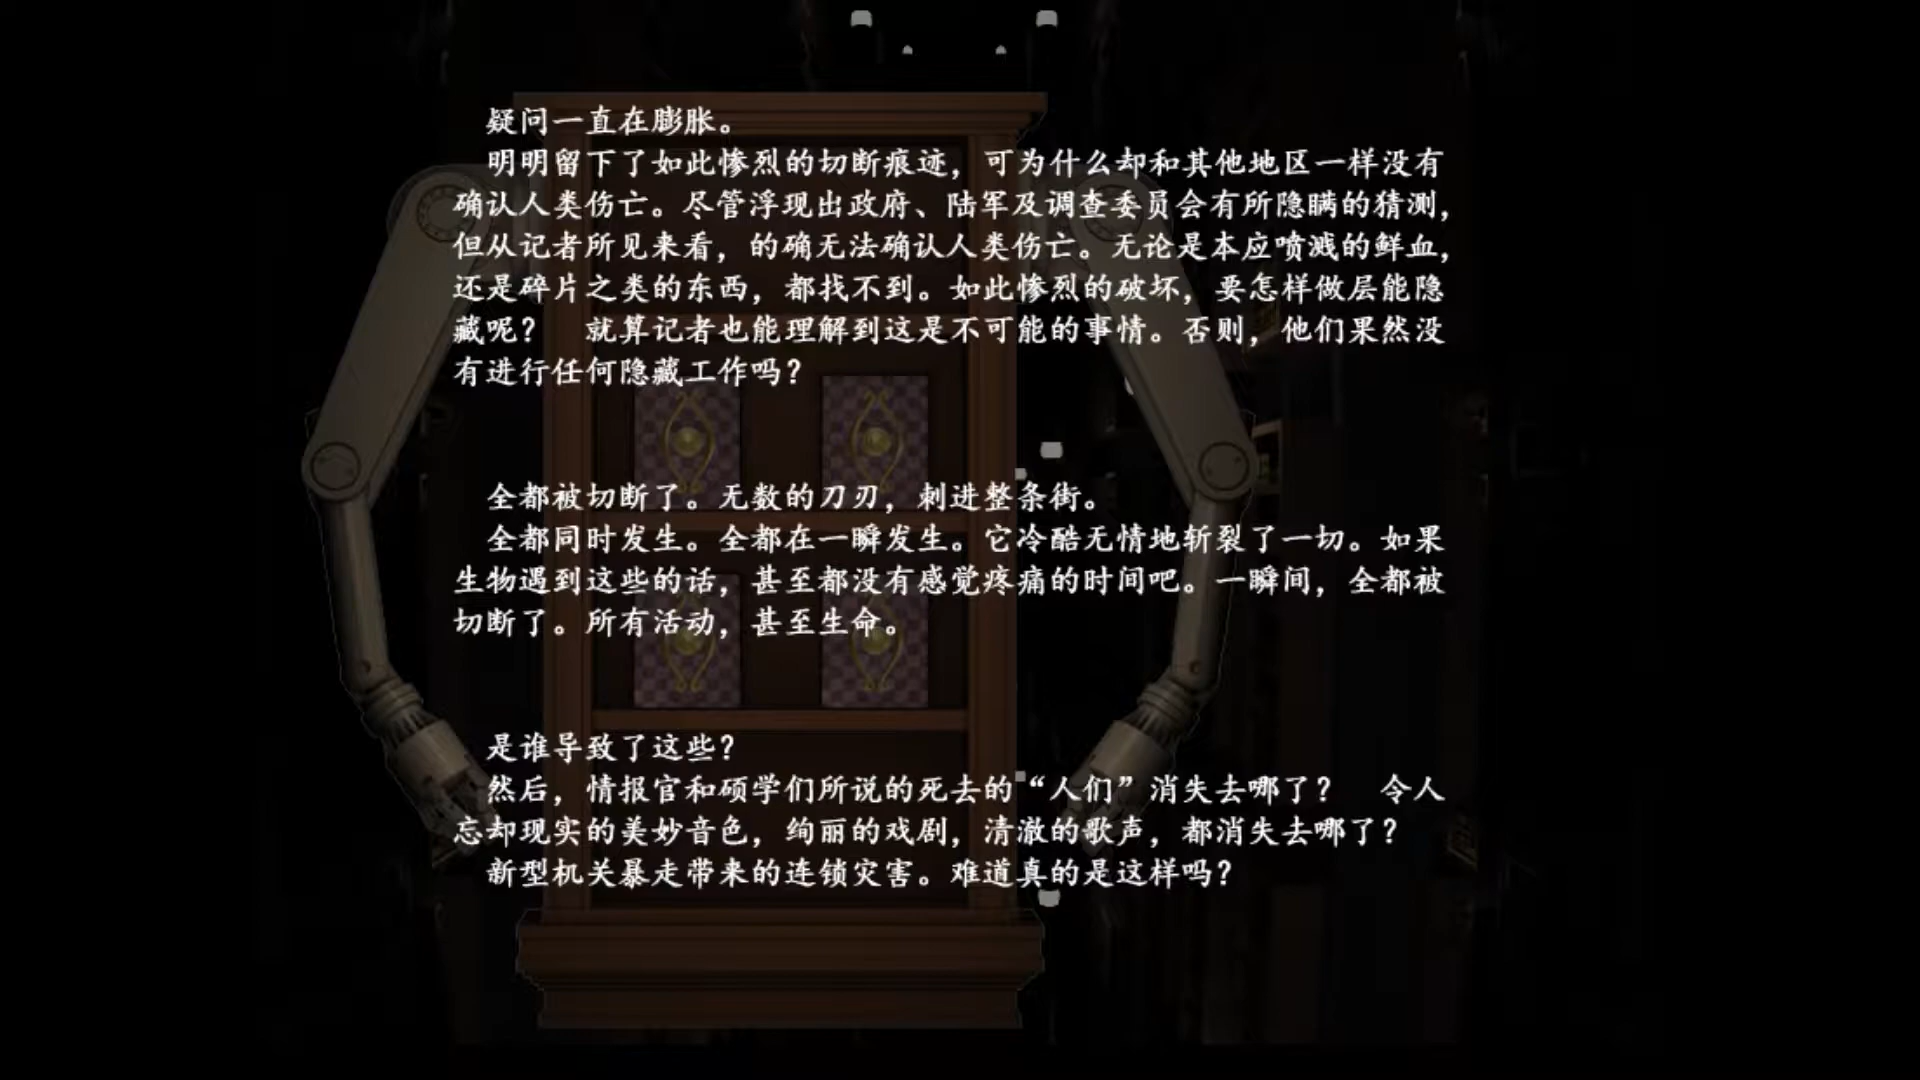 疑问一直在膨胀。
明明留下了如此惨烈的切断痕迹，可为什么却和其他地区一样没有
确认人类伤亡。尽管浮现出政府、陆军及调查委员会有所隐瞒的猜测，
但从记者所见来看，的确无法确认人类伤亡。无论是本应喷溅的鲜血，
还是碎片之类的东西，都找不到。如此惨烈的破坏，要怎样做层能隐
藏呢？　就算记者也能理解到这是不可能的事情。否则，他们果然没
有进行任何隐藏工作吗？
全都被切断了。无数的刀刃，刺进整条街。
全都同时发生。全都在一瞬发生。它冷酷无情地斩裂了一切。如果
生物遇到这些的话，甚至都没有感觉疼痛的时间吧。一瞬间，全都被
切断了。所有活动，甚至生命。
是谁导致了这些？
然后，情报官和硕学们所说的死去的“人们”消失去哪了？　令人
忘却现实的美妙音色，绚丽的戏剧，清澈的歌声，都消失去哪了？
新型机关暴走带来的连锁灾害。难道真的是这样吗？